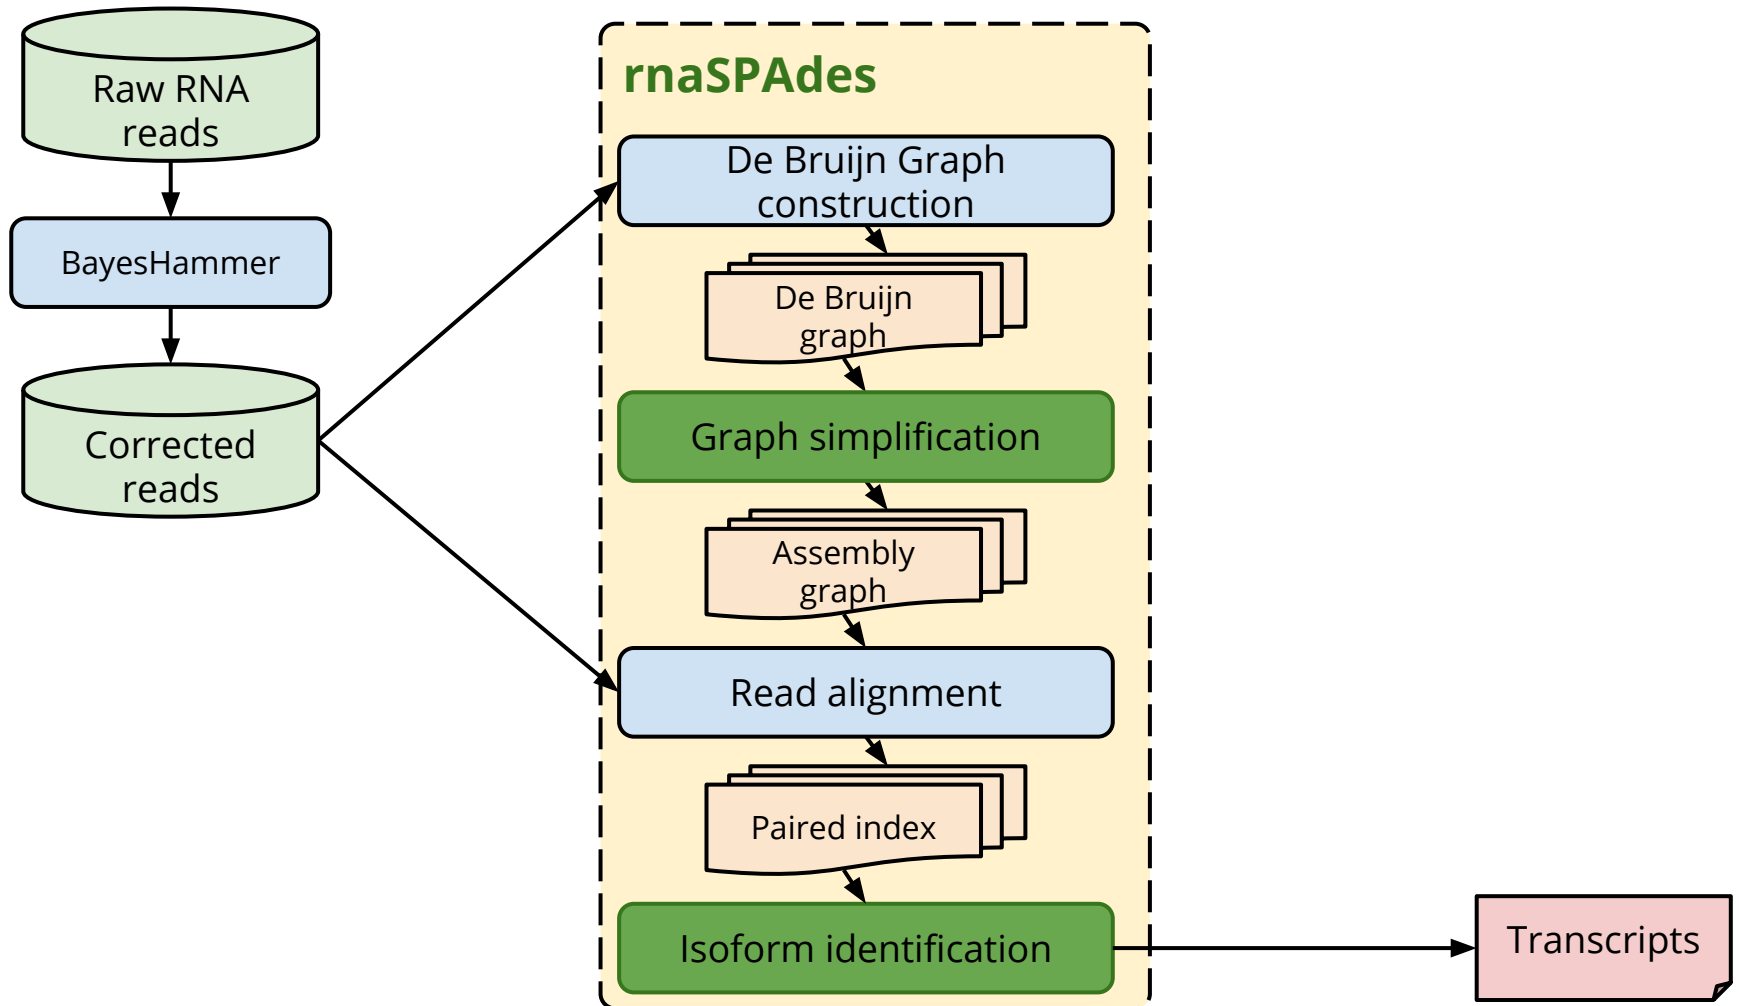 Raw RNA
reads
BayesHammer
Corrected
reads
rnaSPAdes
De Bruijn Graph
construction
De Bruijn
graph
Graph simplification
Assembly
graph
Read alignment
Paired index
Isoform identification
Transcripts